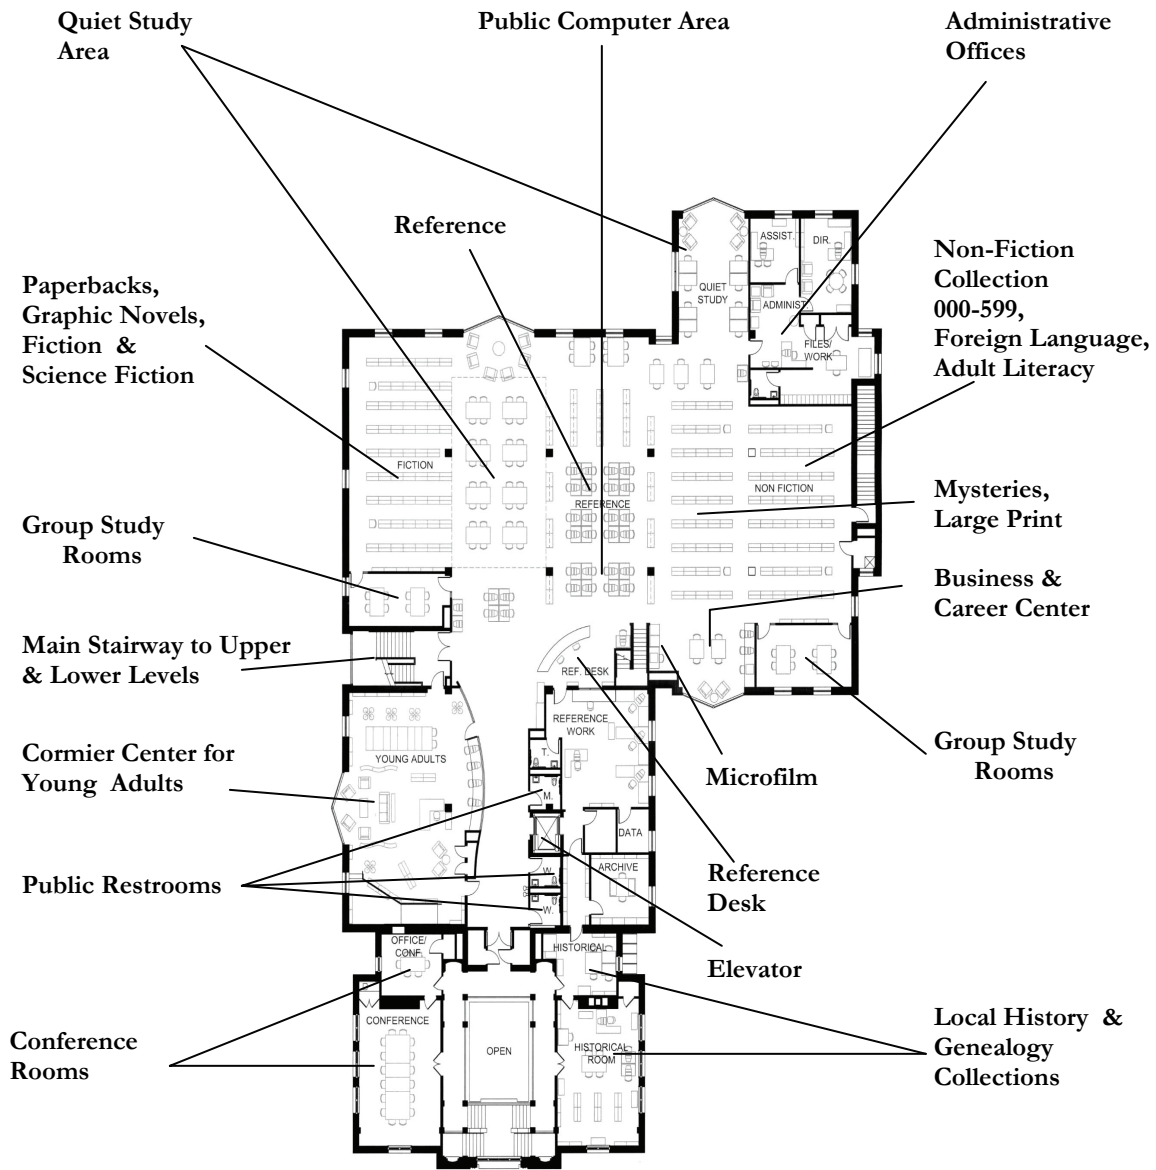 Quiet Study
Area
Public Computer Area
Administrative
Offices
Reference
Paperbacks,
Graphic Novels,
Fiction &
Science Fiction
Non-Fiction
Collection
000-599,
Foreign Language,
Adult Literacy
ASSIST.
DIR.
QUIET
STUDY
ADMINIST.
FILES/
WORK
FICTION
NON FICTION
REFERENCE
Mysteries,
Large Print
Group Study
Rooms
Business &
Career Center
Main Stairway to Upper
& Lower Levels
REF. DESK
REFERENCE
WORK
Cormier Center for
Young Adults
YOUNG ADULTS
T.
M.
Microfilm
Group Study
Rooms
DATA
ARCHIVE
Public Restrooms
W.
W.
Reference
Desk
OFFICE/
CONF.
HISTORICAL
Elevator
Conference
Rooms
CONFERENCE
OPEN
HISTORICAL
ROOM
Local History &
Genealogy
Collections